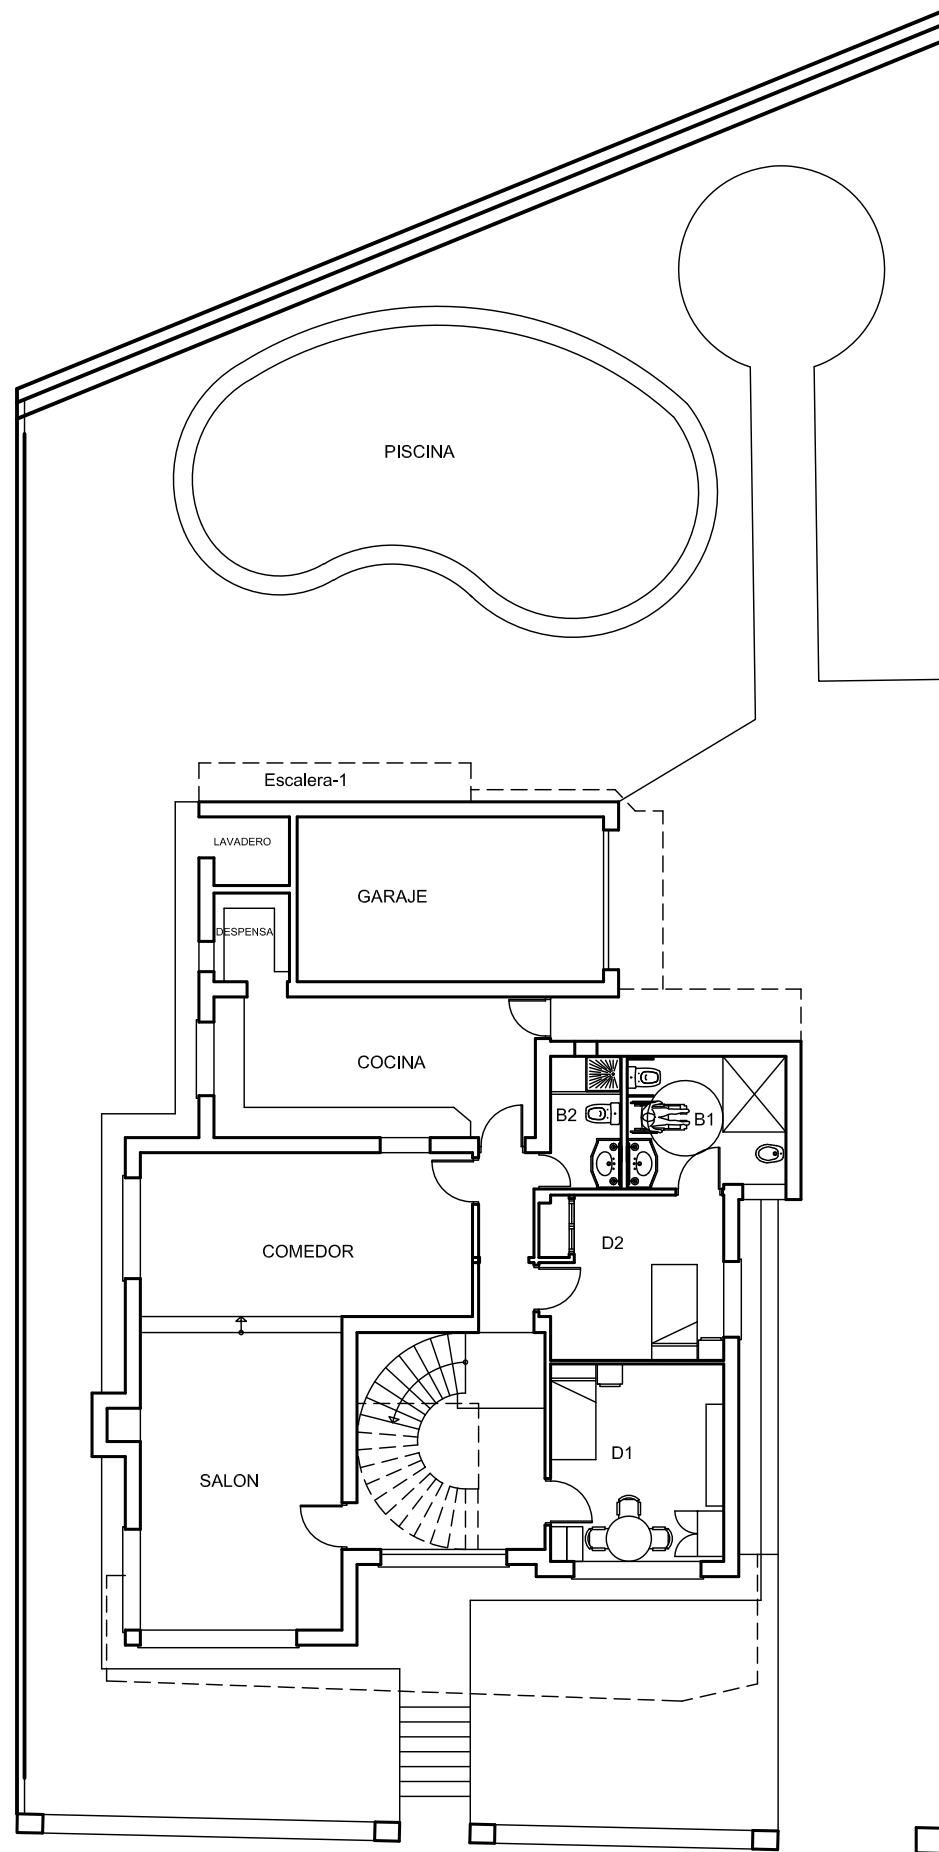 PISCINA
Escalera-1
LAVADERO
GARAJE
DESPENSA
COCINA
B2
B1
COMEDOR
D2
D1
SALON